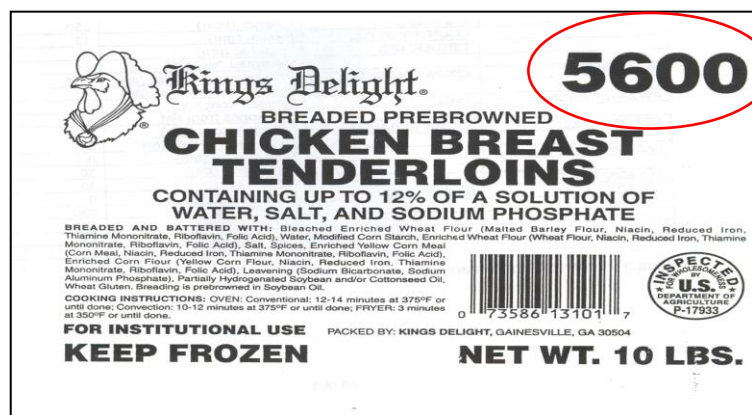 Kings Delight®
5600
BREADED PREBROWNED
CHICKEN BREAST
TENDERLOINS
CONTAINING UP TO 12% OF A SOLUTION OF
WATER, SALT, AND SODIUM PHOSPHATE
BREADED AND BATTERED WITH: Bleached Enriched Wheat Flour (Malted Barley Flour, Niacin, Reduced Iron,
Thiamine Mononitrate, Riboflavin, Folic Acid), Water, Modified Corn Starch, Enriched Wheat Flour (Wheat Flour, Niacin, Reduced Iron, Thiamine
Mononitrate, Riboflavin, Folic Acid), Salt, Spices, Enriched Yellow Corn Meal
(Corn Meal, Niacin, Reduced Iron, Thiamine Mononitrate, Riboflavin, Folic Acid),
Enriched Corn Flour (Yellow Corn Flour, Niacin, Reduced Iron, Thiamine
Mononitrate, Riboflavin, Folic Acid), Leavening (Sodium Bicarbonate, Sodium
Aluminum Phosphate), Partially Hydrogenated Soybean and/or Cottonseed Oil,
Wheat Gluten. Breading is prebrowned in Soybean Oil.
COOKING INSTRUCTIONS: OVEN: Conventional: 12-14 minutes at 375ºF or
until done; Convection: 10-12 minutes at 375ºF or until done; FRYER: 3 minutes
at 350ºF or until done.
0 73586 13101 7
INSPECTED
FOR WHOLESOMENESS
BY
U.S.
DEPARTMENT OF
AGRICULTURE
P-17933
FOR INSTITUTIONAL USE
PACKED BY: KINGS DELIGHT, GAINESVILLE, GA 30504
KEEP FROZEN
NET WT. 10 LBS.